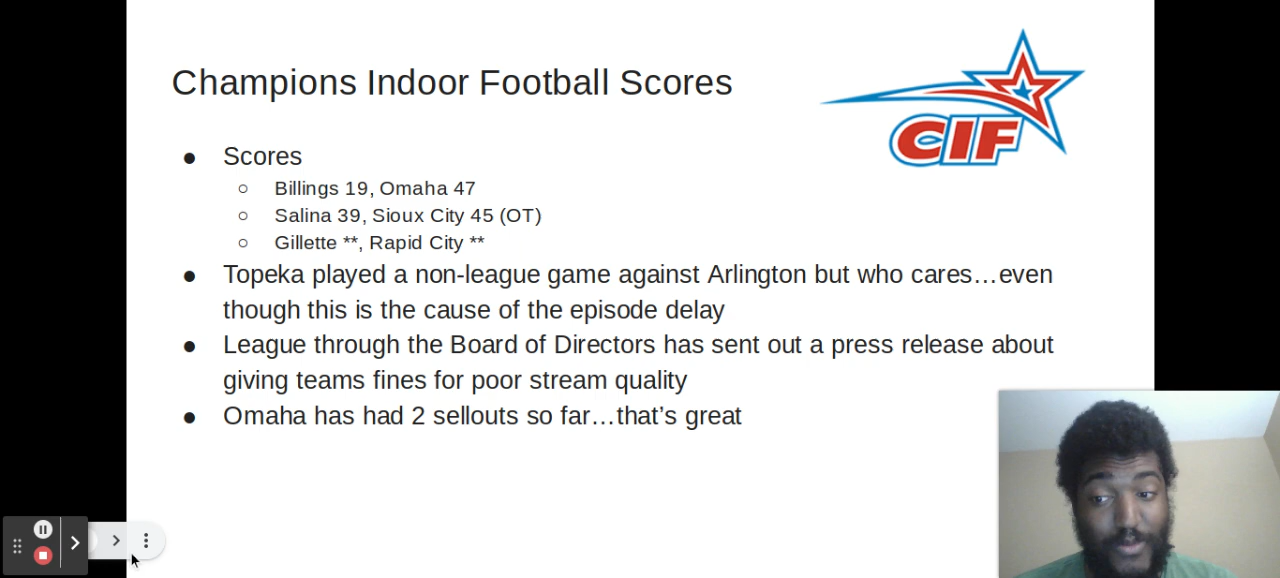 Champions Indoor Football Scores
CIF
● Scores
○ Billings 19, Omaha 47
○ Salina 39, Sioux City 45 (OT)
○ Gillette **, Rapid City **
● Topeka played a non-league game against Arlington but who cares…even
though this is the cause of the episode delay
● League through the Board of Directors has sent out a press release about
giving teams fines for poor stream quality
● Omaha has had 2 sellouts so far…that’s great